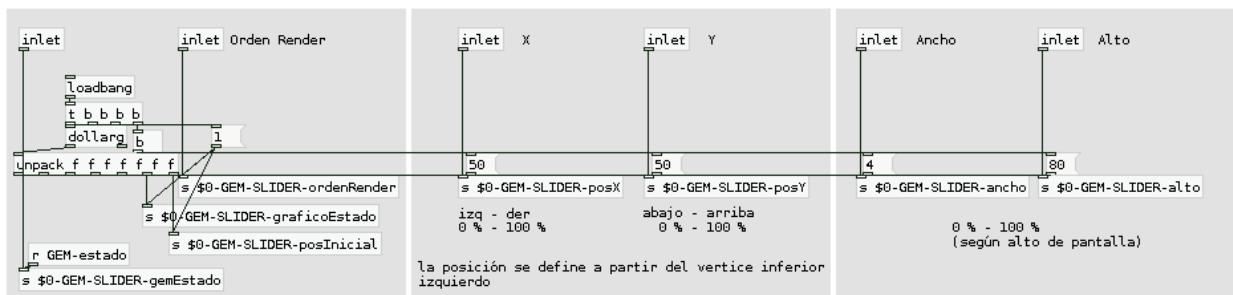 inlet
inlet Orden Render
loadbang
t b b b b
dollarg
b
1
unpack f f f f f f f
s $0-GEM-SLIDER-ordenRender
s $0-GEM-SLIDER-graficoEstado
s $0-GEM-SLIDER-posInicial
r GEM-estado
s $0-GEM-SLIDER-gemEstado
inlet X
inlet Y
50
50
s $0-GEM-SLIDER-posX
s $0-GEM-SLIDER-posY
izq - der
0 % - 100 %
abajo - arriba
0 % - 100 %
la posición se define a partir del vertice inferior
izquierdo
inlet Ancho
inlet Alto
4
80
s $0-GEM-SLIDER-ancho
s $0-GEM-SLIDER-alto
0 % - 100 %
(según alto de pantalla)